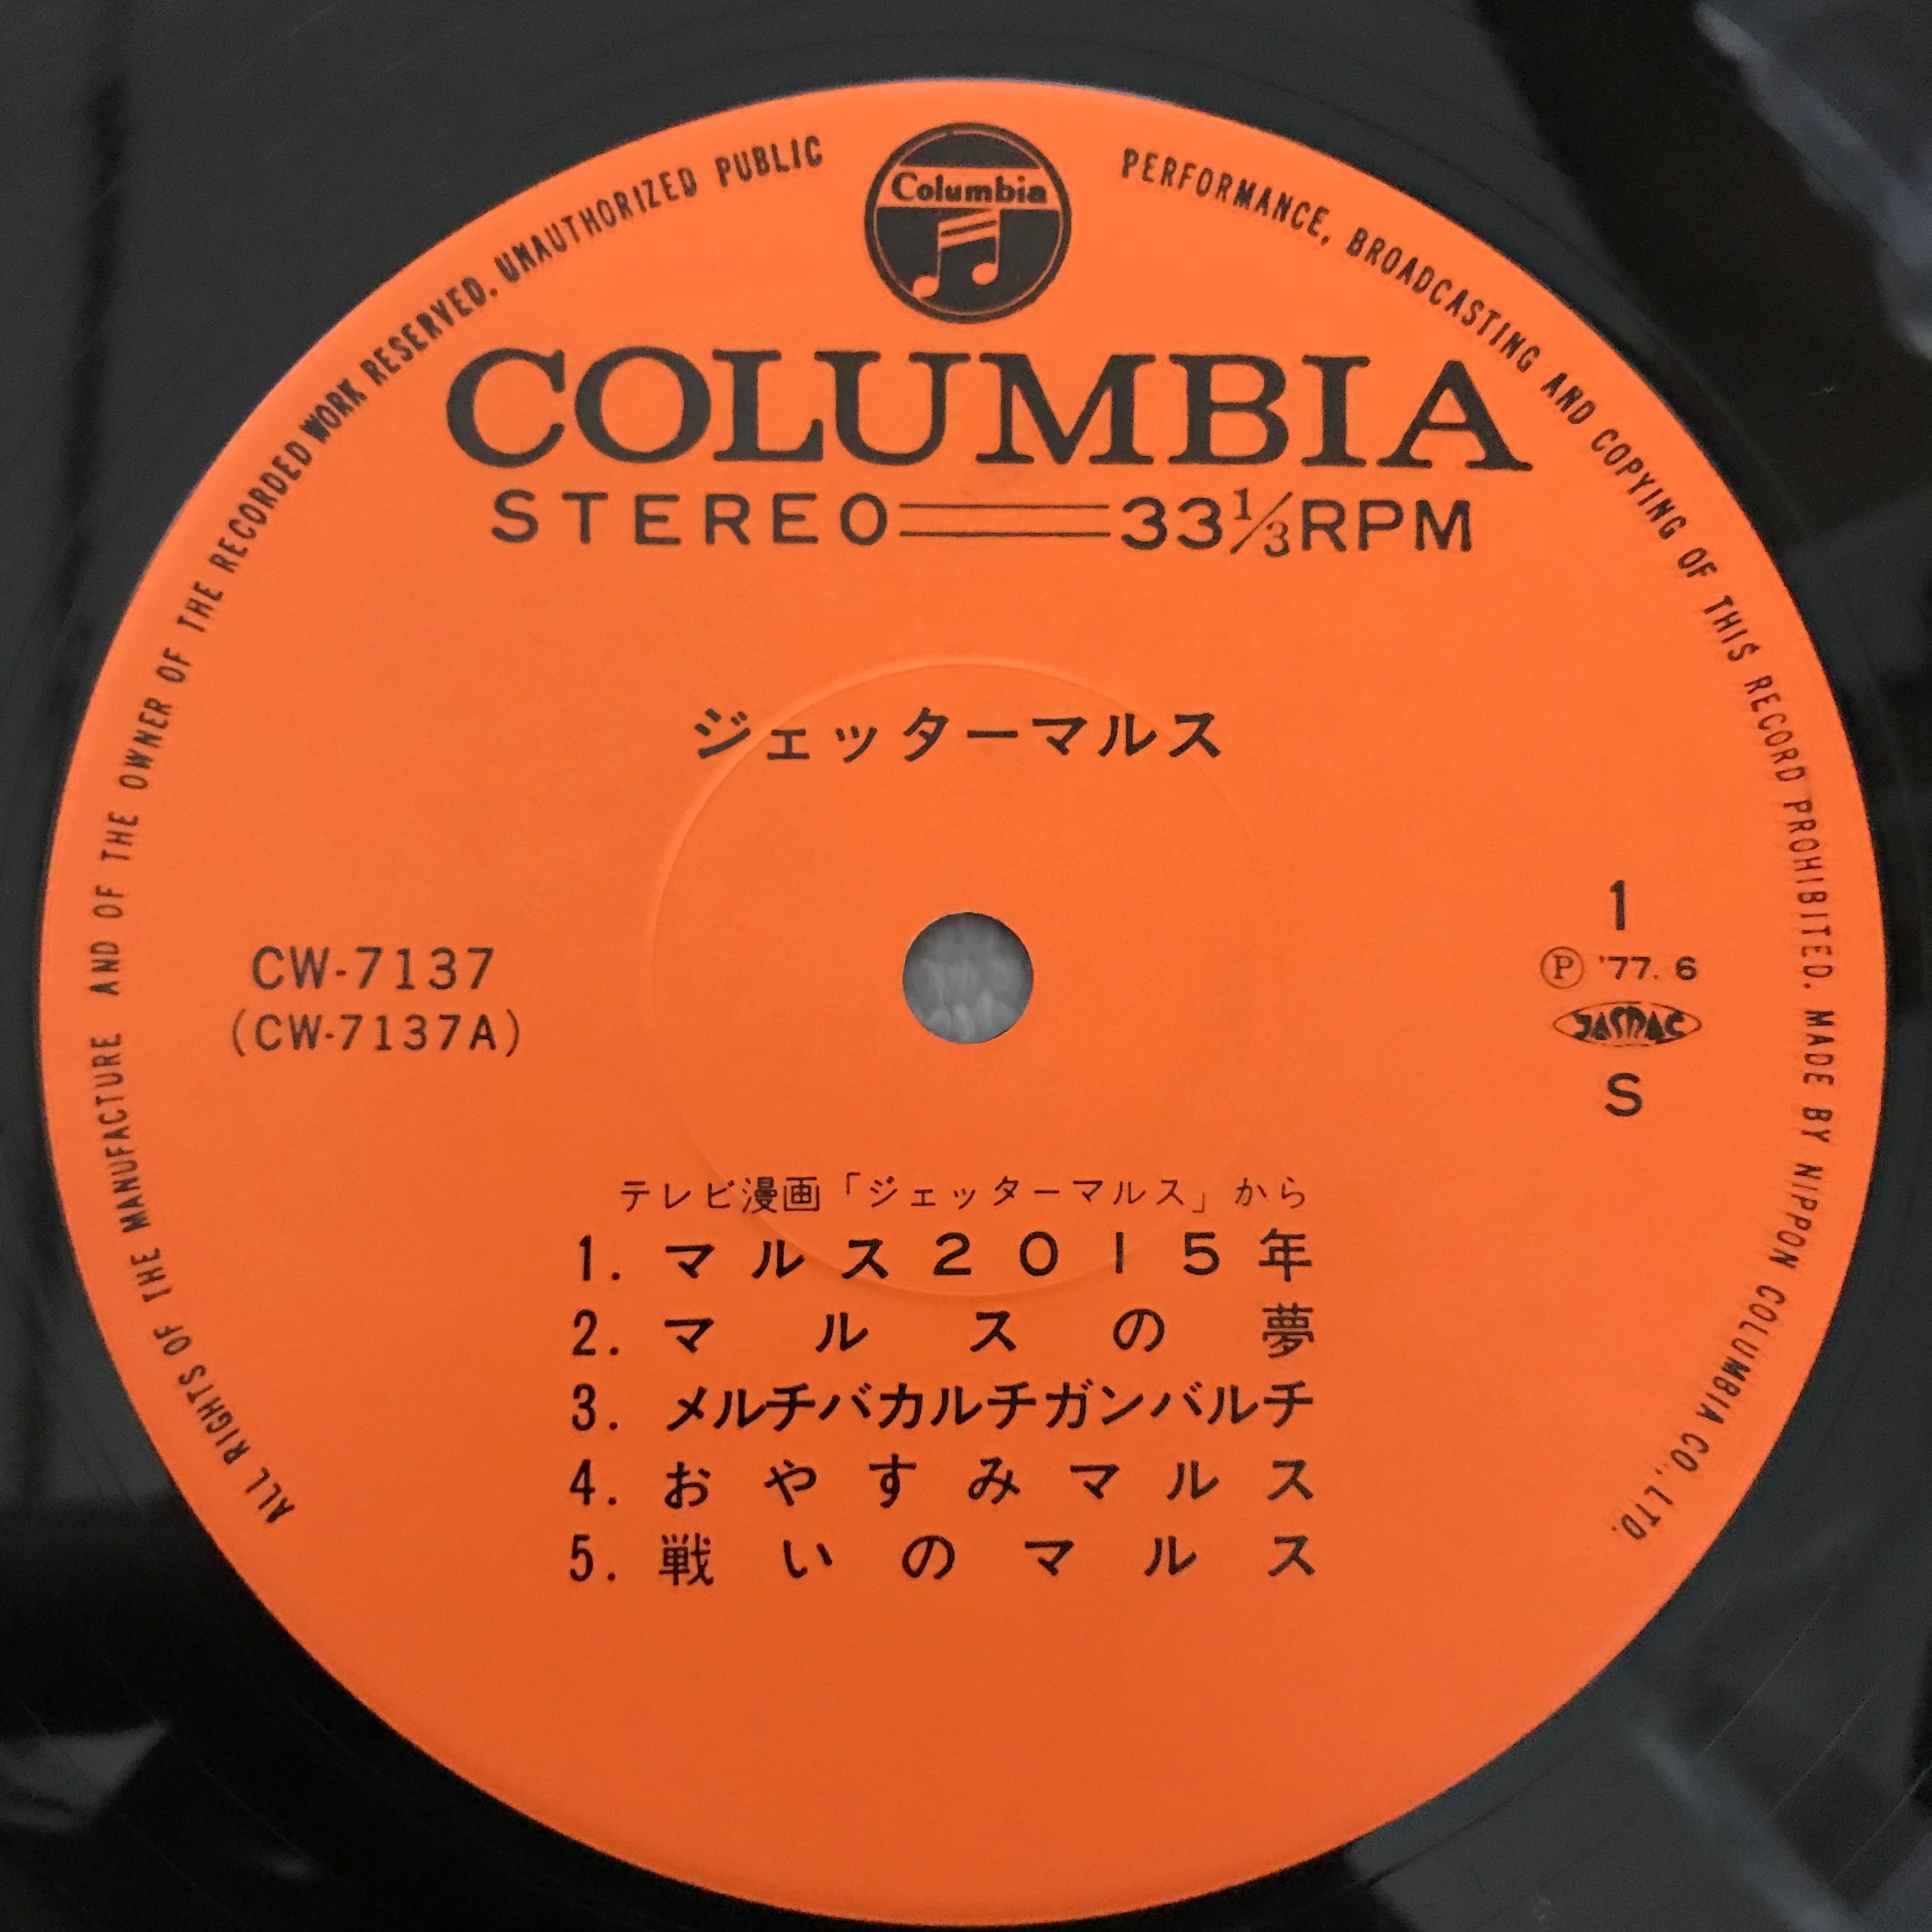 Columbia
COLUMBIA
STEREO 33⅓RPM
ジェッターマルス
CW-7137
(CW-7137A)
1
Ⓟ '77. 6
JASRAC
S
テレビ漫画「ジェッターマルス」から
1. マルス2015年
2. マルスの夢
3. メルチバカルチガンバルチ
4. おやすみマルス
5. 戦いのマルス
ALL RIGHTS OF THE MANUFACTURE AND OF THE OWNER OF THE RECORDED WORK RESERVED. UNAUTHORIZED PUBLIC PERFORMANCE, BROADCASTING AND COPYING OF THIS RECORD PROHIBITED. MADE BY NIPPON COLUMBIA CO., LTD.